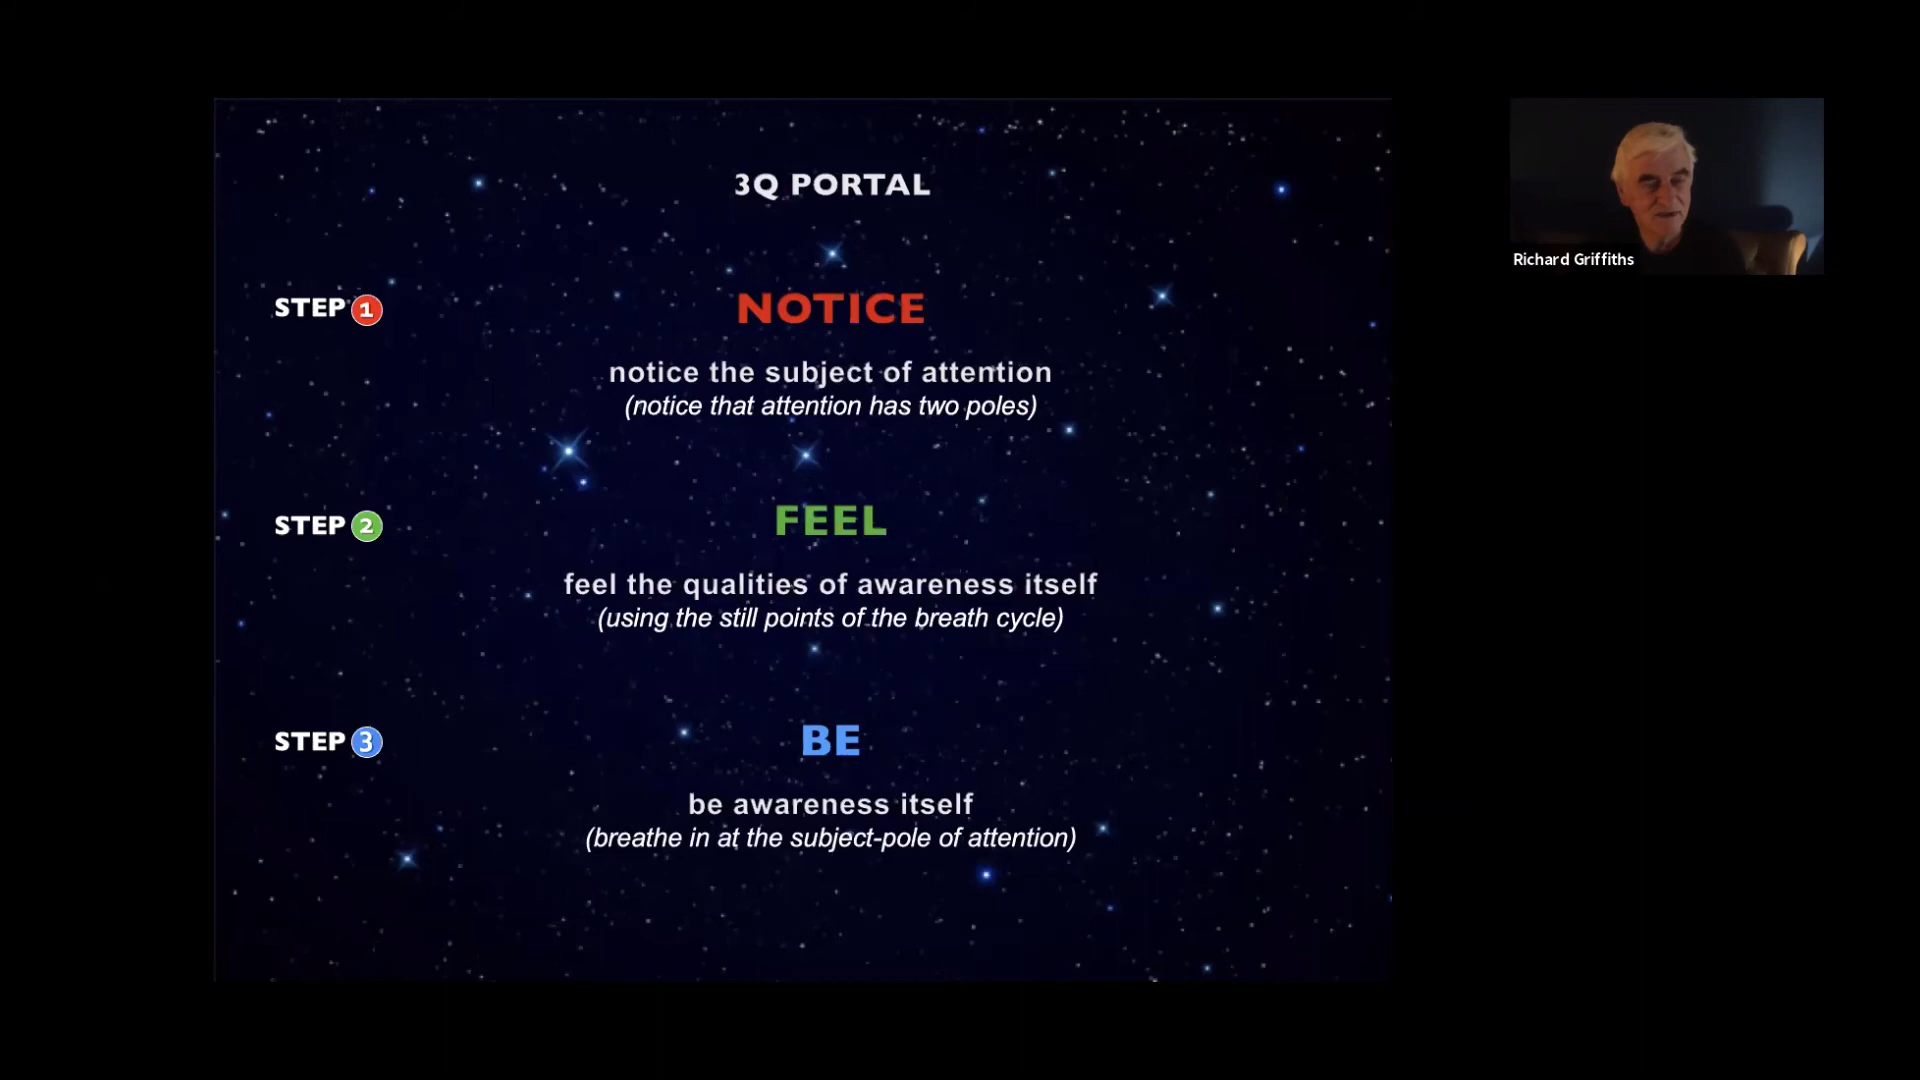 3Q PORTAL
STEP 1
NOTICE
notice the subject of attention
(notice that attention has two poles)
STEP 2
FEEL
feel the qualities of awareness itself
(using the still points of the breath cycle)
STEP 3
BE
be awareness itself
(breathe in at the subject-pole of attention)
Richard Griffiths